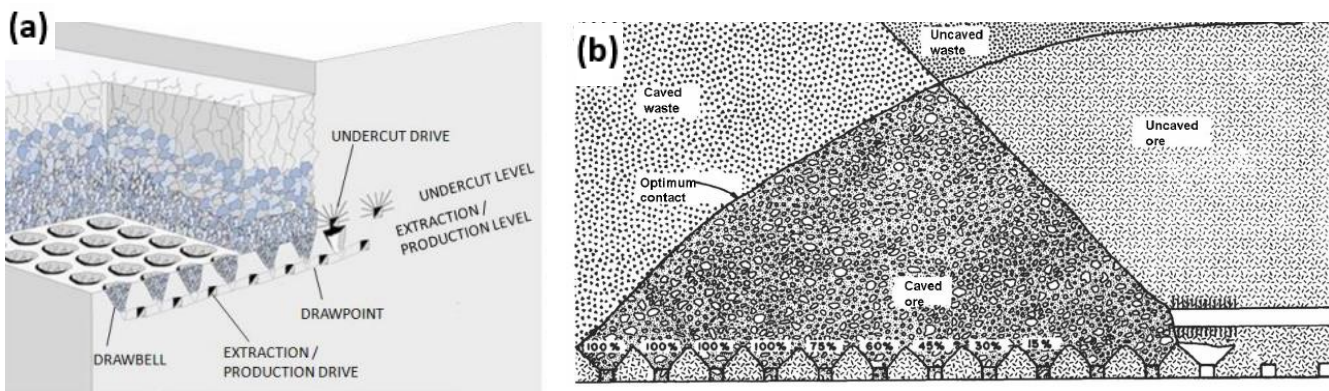 (a)
UNDERCUT DRIVE
UNDERCUT LEVEL
EXTRACTION /
PRODUCTION LEVEL
DRAWPOINT
EXTRACTION /
PRODUCTION DRIVE
DRAWBELL
(b)
Uncaved
waste
Caved
waste
Uncaved
ore
Optimum
contact
Caved
ore
100% 100% 100% 100% 75% 60% 45% 30% 15%